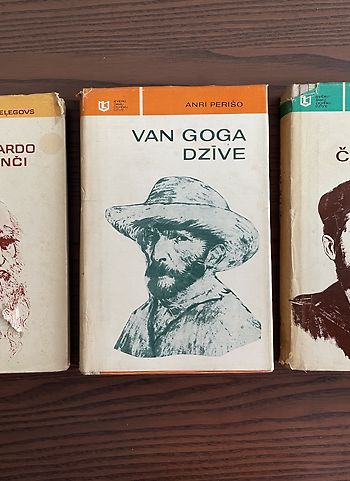 ELEGOVS
ARDO
NČI
ANRI PERIŠO
VAN GOGA
DZĪVE
Č